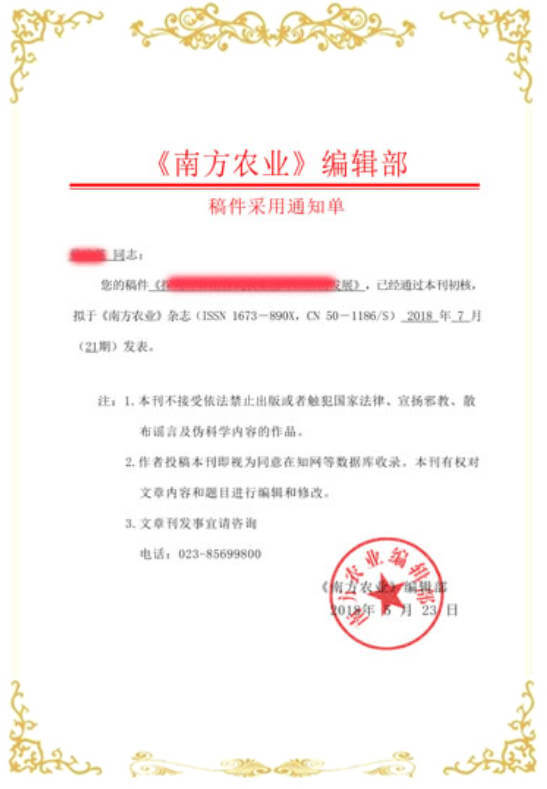 《南方农业》编辑部
稿件采用通知单
同志：
您的稿件《 发展》，已经通过本刊初核，
拟于《南方农业》杂志（ISSN 1673－890X，CN 50－1186/S） 2018 年 7 月
（21期）发表。
注：1.本刊不接受依法禁止出版或者触犯国家法律、宣扬邪教、散
布谣言及伪科学内容的作品。
2.作者投稿本刊即视为同意在知网等数据库收录，本刊有权对
文章内容和题目进行编辑和修改。
3.文章刊发事宜请咨询
电话：023-85699800
《南方农业》编辑部
2018年 5 月 23 日
南方农业编辑部